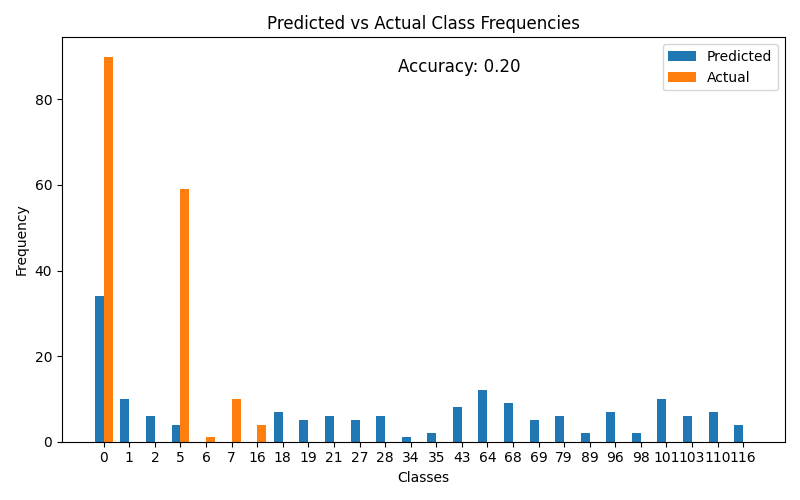 Predicted vs Actual Class Frequencies
Accuracy: 0.20
Predicted
Actual
80
60
40
20
0
Frequency
0 1 2 5 6 7 16 18 19 21 27 28 34 35 43 64 68 69 79 89 96 98 101 103 110 116
Classes